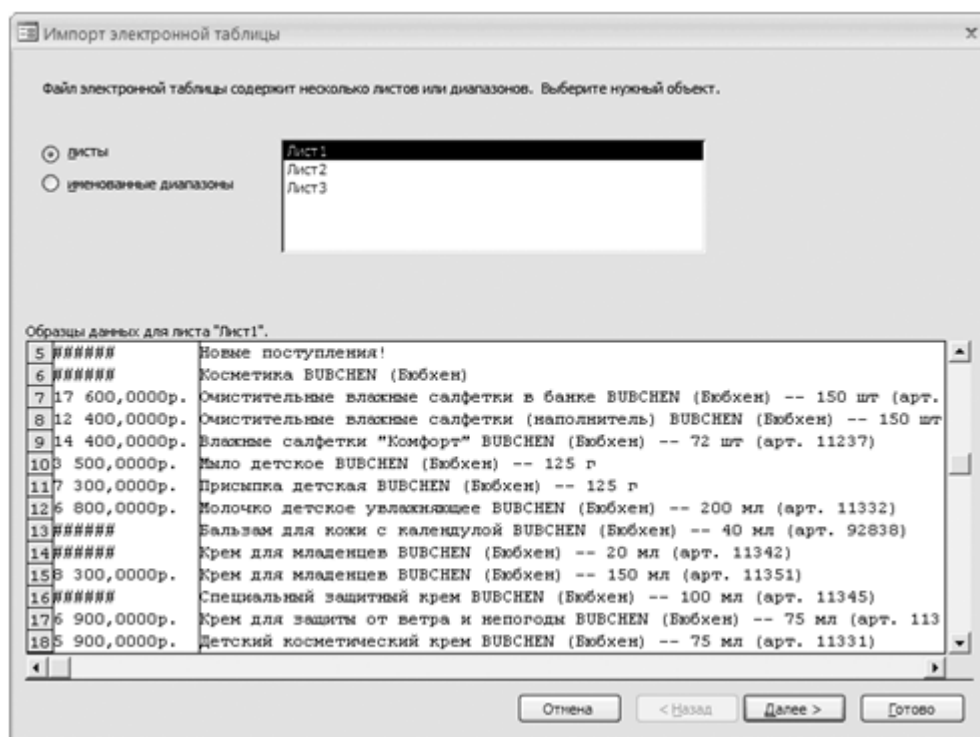 Импорт электронной таблицы
Файл электронной таблицы содержит несколько листов или диапазонов. Выберите нужный объект.
листы
именованные диапазоны
Лист1
Лист2
Лист3
Образцы данных для листа "Лист1".
5 ###### Новые поступления!
6 ###### Косметика BUBCHEN (Бюбхен)
7 17 600,0000р. Очистительные влажные салфетки в банке BUBCHEN (Бюбхен) -- 150 шт (арт.
8 12 400,0000р. Очистительные влажные салфетки (наполнитель) BUBCHEN (Бюбхен) -- 150 шт
9 14 400,0000р. Влажные салфетки "Комфорт" BUBCHEN (Бюбхен) -- 72 шт (арт. 11237)
10 3 500,0000р. Мыло детское BUBCHEN (Бюбхен) -- 125 г
11 7 300,0000р. Присыпка детская BUBCHEN (Бюбхен) -- 125 г
12 6 800,0000р. Молочко детское увлажняющее BUBCHEN (Бюбхен) -- 200 мл (арт. 11332)
13 ###### Бальзам для кожи с календулой BUBCHEN (Бюбхен) -- 40 мл (арт. 92838)
14 ###### Крем для младенцев BUBCHEN (Бюбхен) -- 20 мл (арт. 11342)
15 8 300,0000р. Крем для младенцев BUBCHEN (Бюбхен) -- 150 мл (арт. 11351)
16 ###### Специальный защитный крем BUBCHEN (Бюбхен) -- 100 мл (арт. 11345)
17 6 900,0000р. Крем для защиты от ветра и непогоды BUBCHEN (Бюбхен) -- 75 мл (арт. 113
18 5 900,0000р. Детский косметический крем BUBCHEN (Бюбхен) -- 75 мл (арт. 11331)
Отмена < Назад Далее > Готово